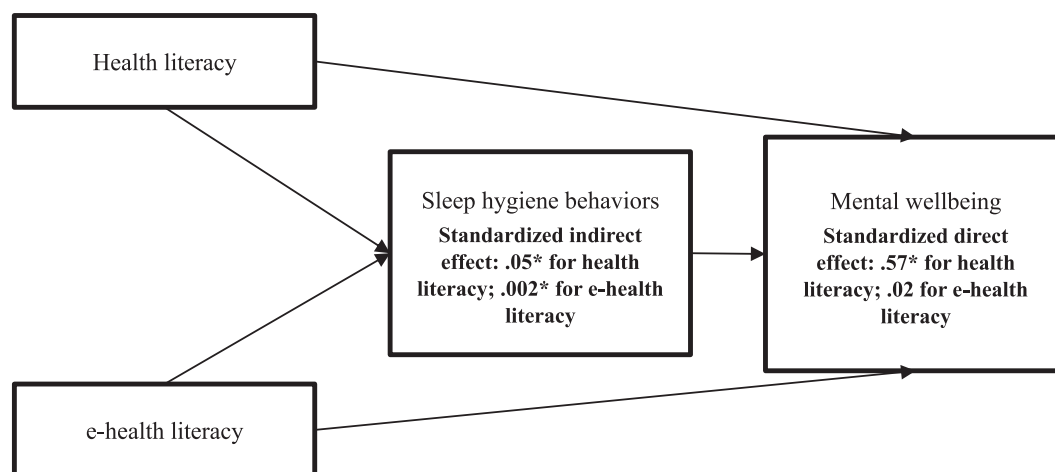 Health literacy
Sleep hygiene behaviors
Standardized indirect
effect: .05* for health
literacy; .002* for e-health
literacy
Mental wellbeing
Standardized direct
effect: .57* for health
literacy; .02 for e-health
literacy
e-health literacy